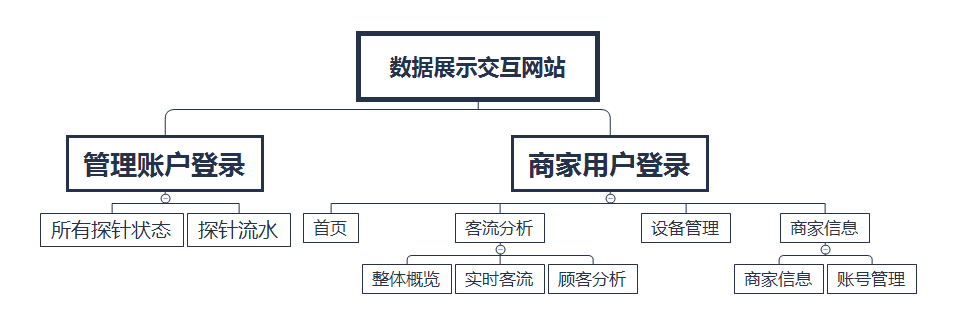 数据展示交互网站
管理账户登录
商家用户登录
所有探针状态
探针流水
首页
客流分析
设备管理
商家信息
整体概览
实时客流
顾客分析
商家信息
账号管理